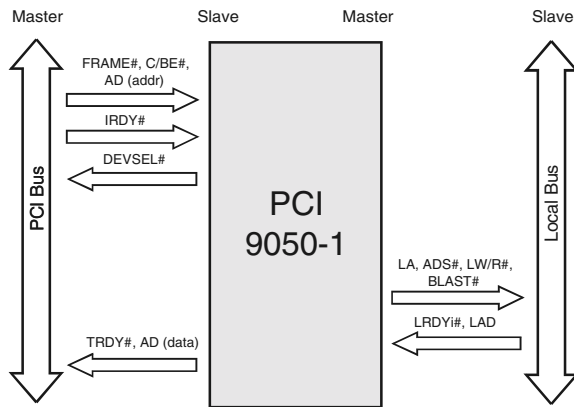 Master Slave Master Slave
FRAME#, C/BE#,
AD (addr)
IRDY#
DEVSEL#
PCI Bus
PCI
9050-1
Local Bus
LA, ADS#, LW/R#,
BLAST#
LRDYi#, LAD
TRDY#, AD (data)